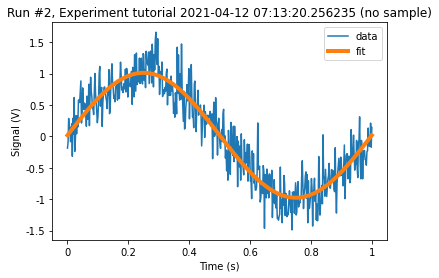 Run #2, Experiment tutorial 2021-04-12 07:13:20.256235 (no sample)
data
fit
1.5
1
0.5
0
-0.5
-1
-1.5
Signal (V)
0
0.2
0.4
0.6
0.8
1
Time (s)